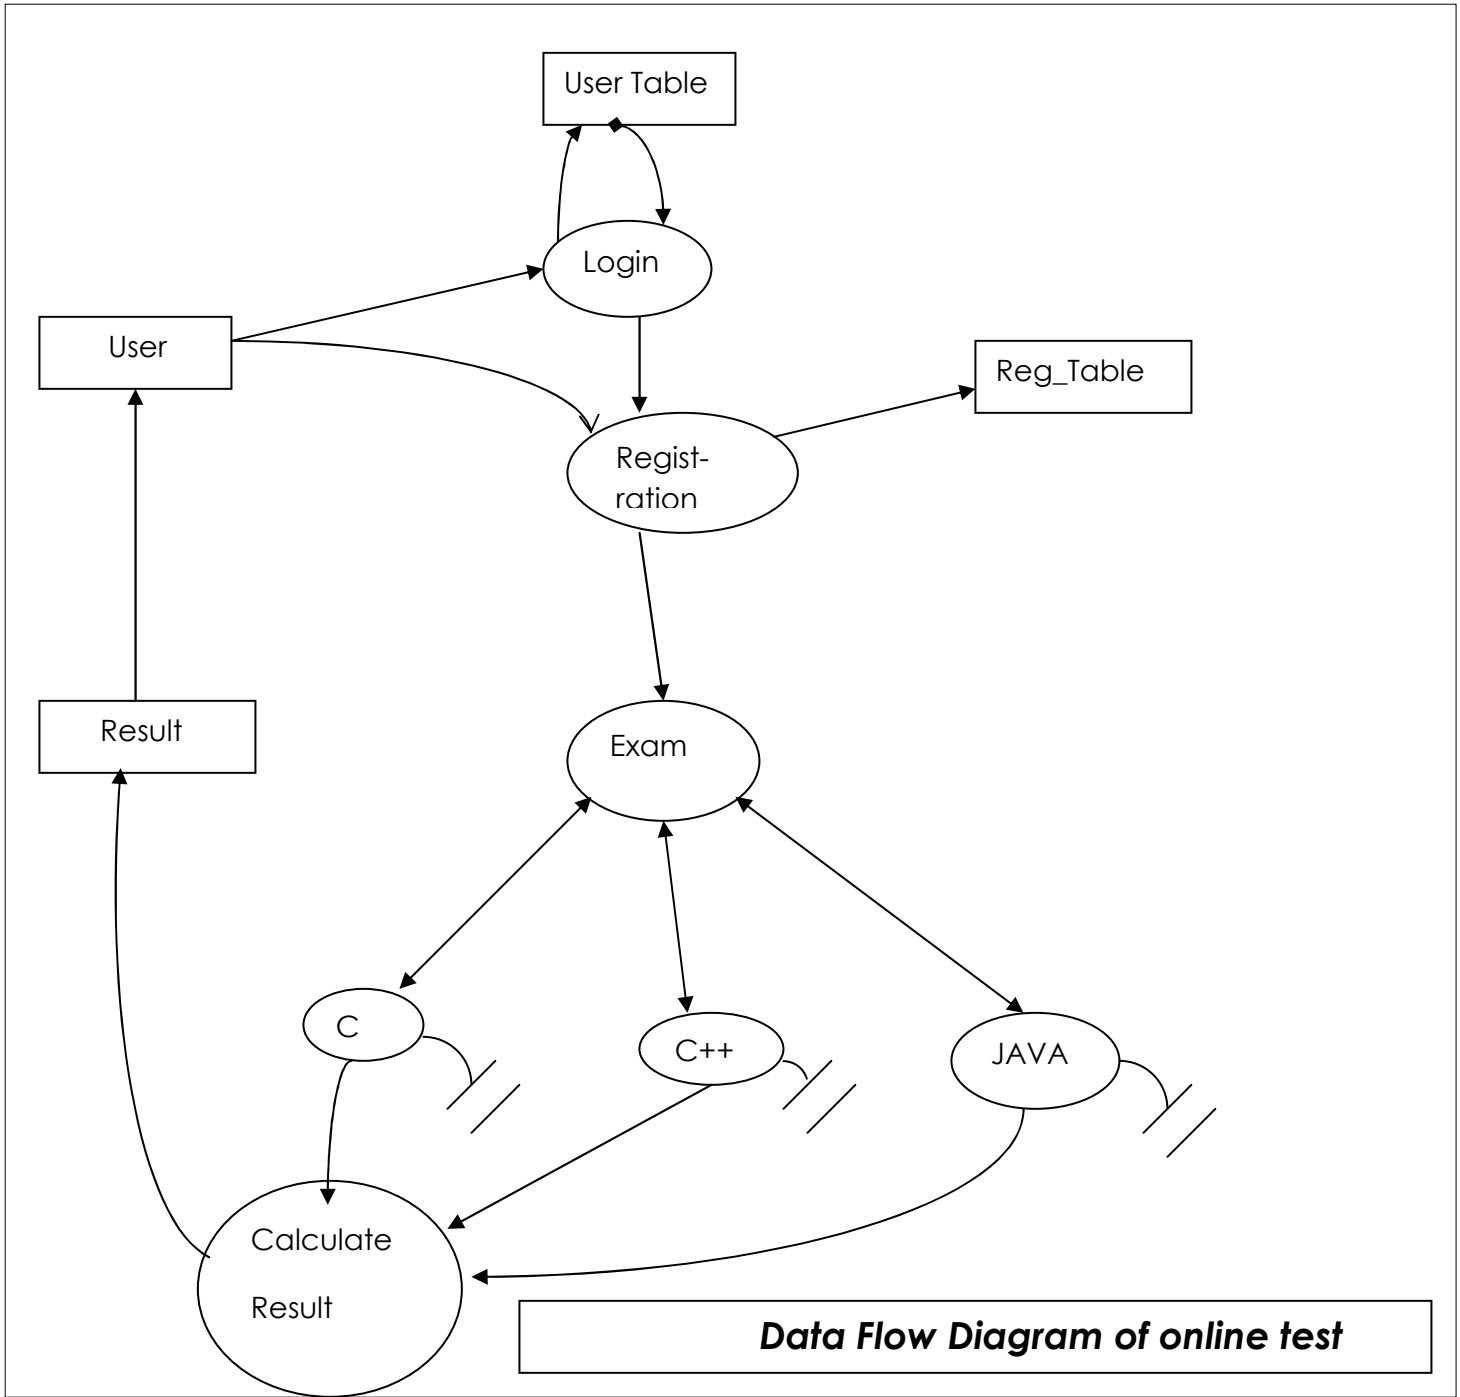 User Table
Login
User
Reg_Table
Regist-
ration
Result
Exam
C
C++
JAVA
Calculate
Result
Data Flow Diagram of online test